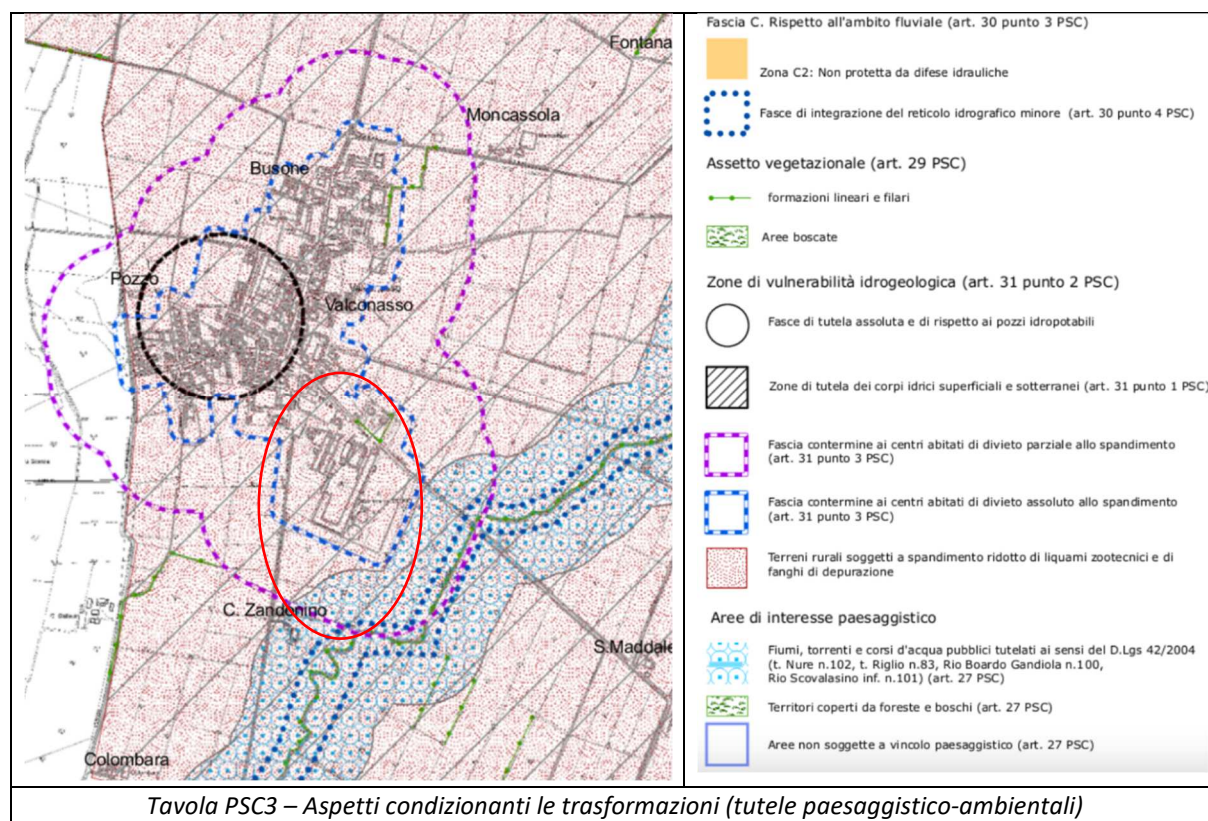 Fontana
Moncassola
Busone
Pozzo
Valconasso
C. Zandonino
S.Maddale
Colombara
Fascia C. Rispetto all'ambito fluviale (art. 30 punto 3 PSC)
Zona C2: Non protetta da difese idrauliche
Fasce di integrazione del reticolo idrografico minore (art. 30 punto 4 PSC)
Assetto vegetazionale (art. 29 PSC)
formazioni lineari e filari
Aree boscate
Zone di vulnerabilità idrogeologica (art. 31 punto 2 PSC)
Fasce di tutela assoluta e di rispetto ai pozzi idropotabili
Zone di tutela dei corpi idrici superficiali e sotterranei (art. 31 punto 1 PSC)
Fascia contermine ai centri abitati di divieto parziale allo spandimento
(art. 31 punto 3 PSC)
Fascia contermine ai centri abitati di divieto assoluto allo spandimento
(art. 31 punto 3 PSC)
Terreni rurali soggetti a spandimento ridotto di liquami zootecnici e di
fanghi di depurazione
Aree di interesse paesaggistico
Fiumi, torrenti e corsi d'acqua pubblici tutelati ai sensi del D.Lgs 42/2004
(t. Nure n.102, t. Riglio n.83, Rio Boardo Gandiola n.100,
Rio Scovalasino inf. n.101) (art. 27 PSC)
Territori coperti da foreste e boschi (art. 27 PSC)
Aree non soggette a vincolo paesaggistico (art. 27 PSC)
Tavola PSC3 – Aspetti condizionanti le trasformazioni (tutele paesaggistico-ambientali)